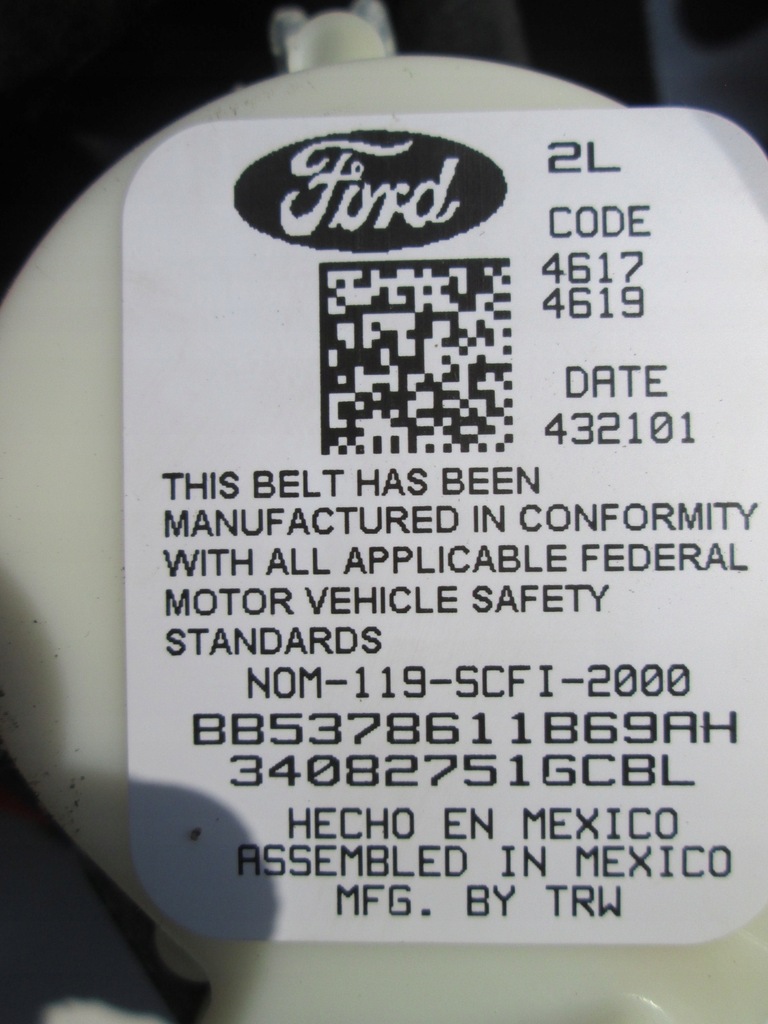 Ford
2L
CODE
4617
4619
DATE
432101
THIS BELT HAS BEEN
MANUFACTURED IN CONFORMITY
WITH ALL APPLICABLE FEDERAL
MOTOR VEHICLE SAFETY
STANDARDS
NOM-119-SCFI-2000
BB5378611B69AH
34082751GCBL
HECHO EN MEXICO
ASSEMBLED IN MEXICO
MFG. BY TRW